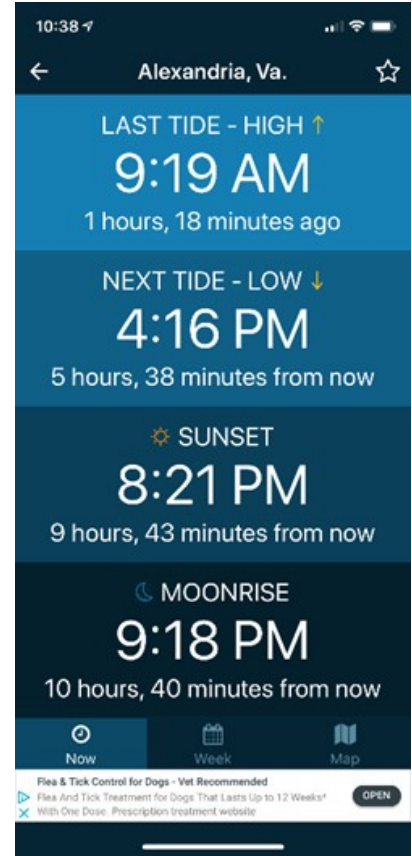 10:38
Alexandria, Va.
LAST TIDE - HIGH ↑
9:19 AM
1 hours, 18 minutes ago
NEXT TIDE - LOW ↓
4:16 PM
5 hours, 38 minutes from now
SUNSET
8:21 PM
9 hours, 43 minutes from now
MOONRISE
9:18 PM
10 hours, 40 minutes from now
Now Week Map
Flea & Tick Control for Dogs - Vet Recommended
Flea And Tick Treatment for Dogs That Lasts Up to 12 Weeks*
With One Dose. Prescription treatment website
OPEN